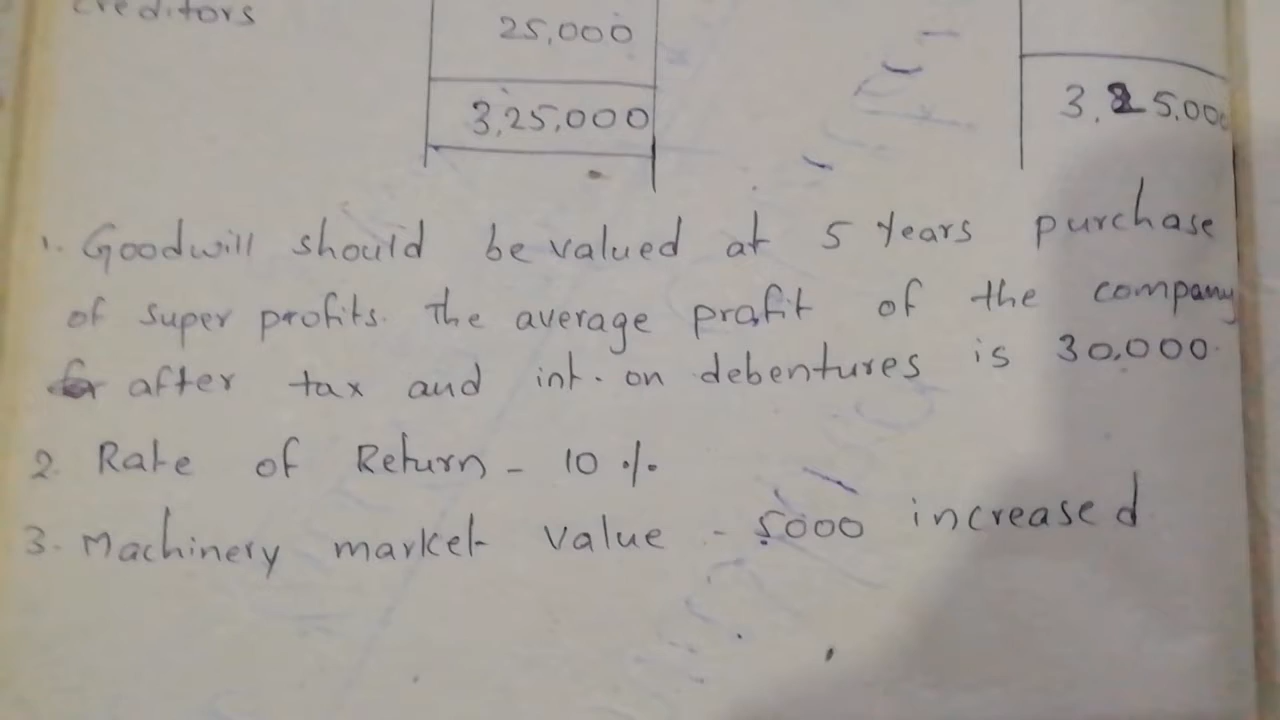 creditors
25,000
3,25,000
3,25,000
1. Goodwill should be valued at 5 Years purchase
of super profits. the average profit of the company
after tax and int. on debentures is 30,000.
2. Rate of Return - 10 %
3. Machinery market value - 5000 increased